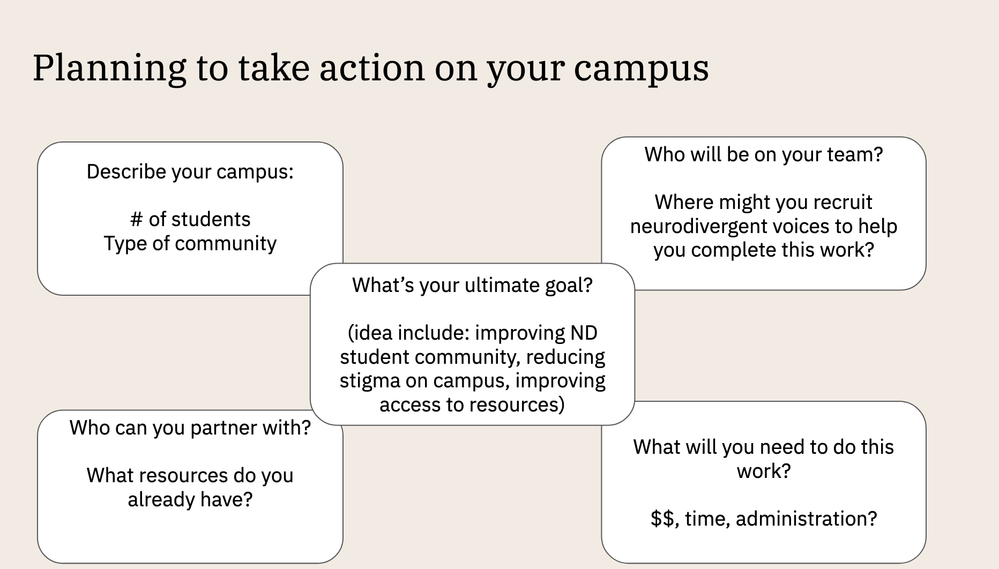 Planning to take action on your campus
Describe your campus:
# of students
Type of community
Who will be on your team?
Where might you recruit
neurodivergent voices to help
you complete this work?
What’s your ultimate goal?
(idea include: improving ND
student community, reducing
stigma on campus, improving
access to resources)
Who can you partner with?
What resources do you
already have?
What will you need to do this
work?
$$, time, administration?